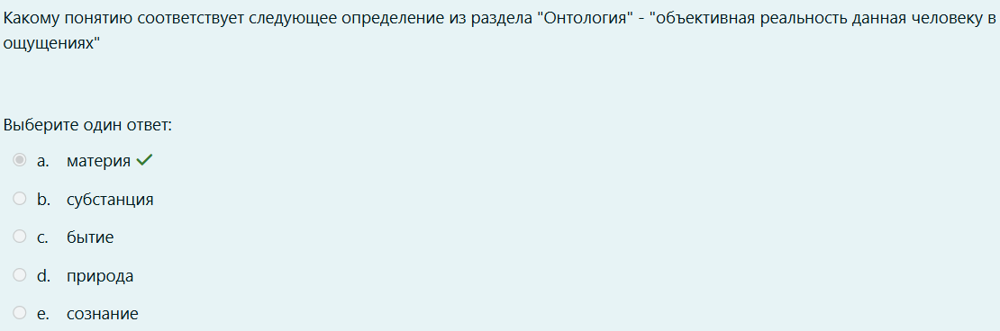 Какому понятию соответствует следующее определение из раздела "Онтология" - "объективная реальность данная человеку в
ощущениях"
Выберите один ответ:
a. материя
b. субстанция
c. бытие
d. природа
e. сознание